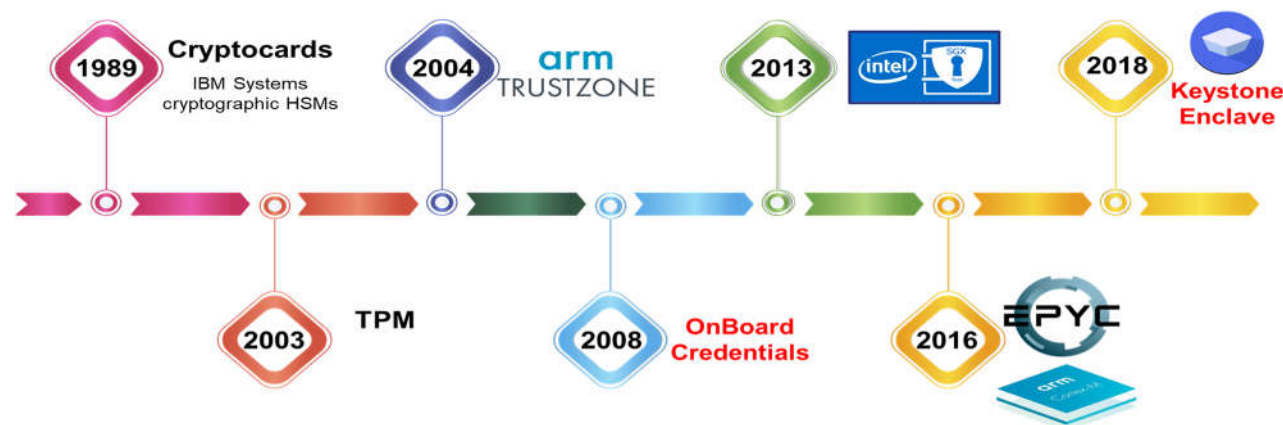 1989
Cryptocards
IBM Systems
cryptographic HSMs
2003
TPM
2004
arm
TRUSTZONE
2008
OnBoard
Credentials
2013
intel
SGX
2016
EPYC
arm
Cortex-M
2018
Keystone
Enclave